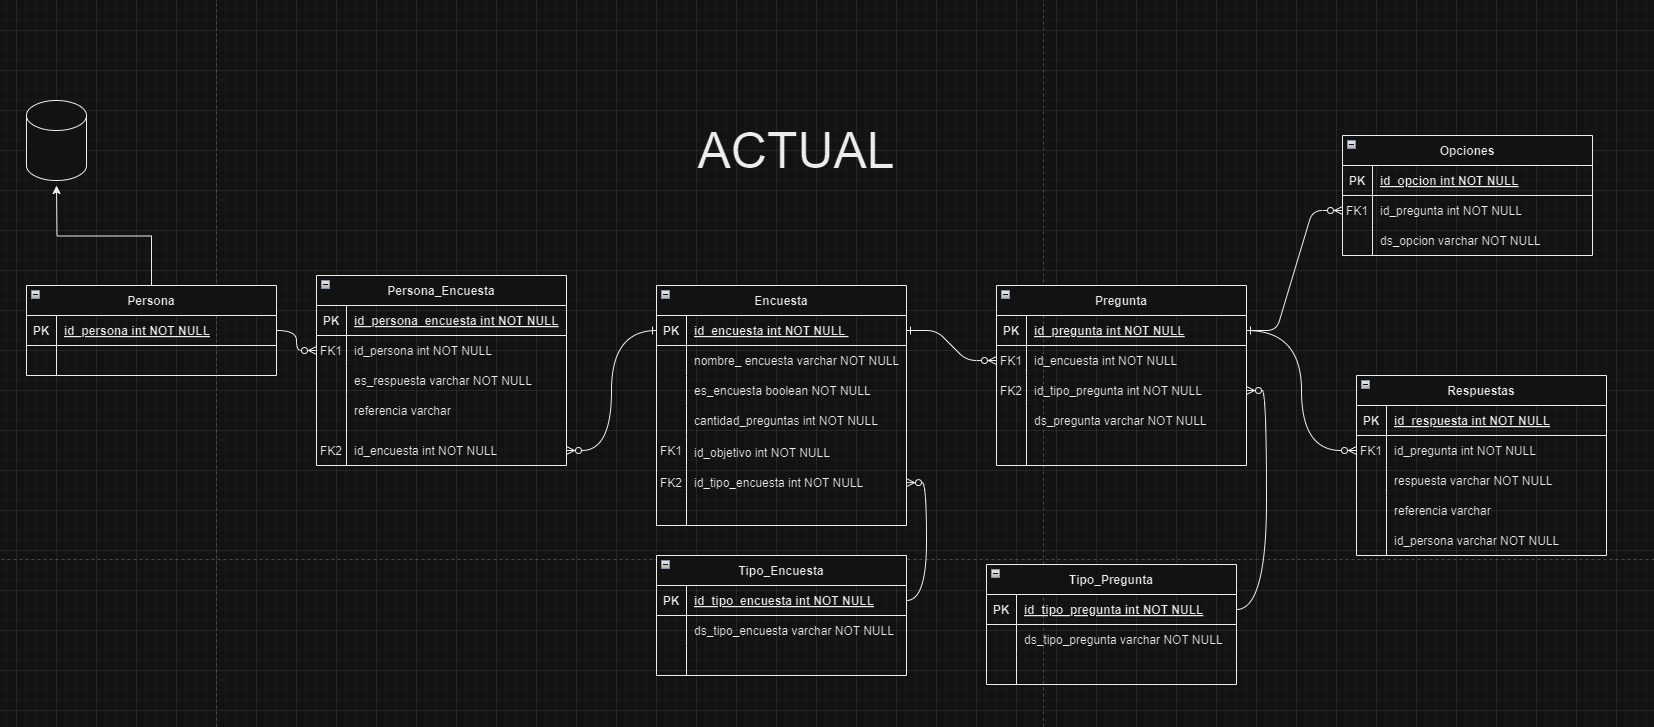 ACTUAL
Persona
PK id_persona int NOT NULL
Persona_Encuesta
PK id_persona_encuesta int NOT NULL
FK1 id_persona int NOT NULL
es_respuesta varchar NOT NULL
referencia varchar
FK2 id_encuesta int NOT NULL
Encuesta
PK id_encuesta int NOT NULL
nombre_ encuesta varchar NOT NULL
es_encuesta boolean NOT NULL
cantidad_preguntas int NOT NULL
FK1 id_objetivo int NOT NULL
FK2 id_tipo_encuesta int NOT NULL
Tipo_Encuesta
PK id_tipo_encuesta int NOT NULL
ds_tipo_encuesta varchar NOT NULL
Pregunta
PK id_pregunta int NOT NULL
FK1 id_encuesta int NOT NULL
FK2 id_tipo_pregunta int NOT NULL
ds_pregunta varchar NOT NULL
Tipo_Pregunta
PK id_tipo_pregunta int NOT NULL
ds_tipo_pregunta varchar NOT NULL
Opciones
PK id_opcion int NOT NULL
FK1 id_pregunta int NOT NULL
ds_opcion varchar NOT NULL
Respuestas
PK id_respuesta int NOT NULL
FK1 id_pregunta int NOT NULL
respuesta varchar NOT NULL
referencia varchar
id_persona varchar NOT NULL